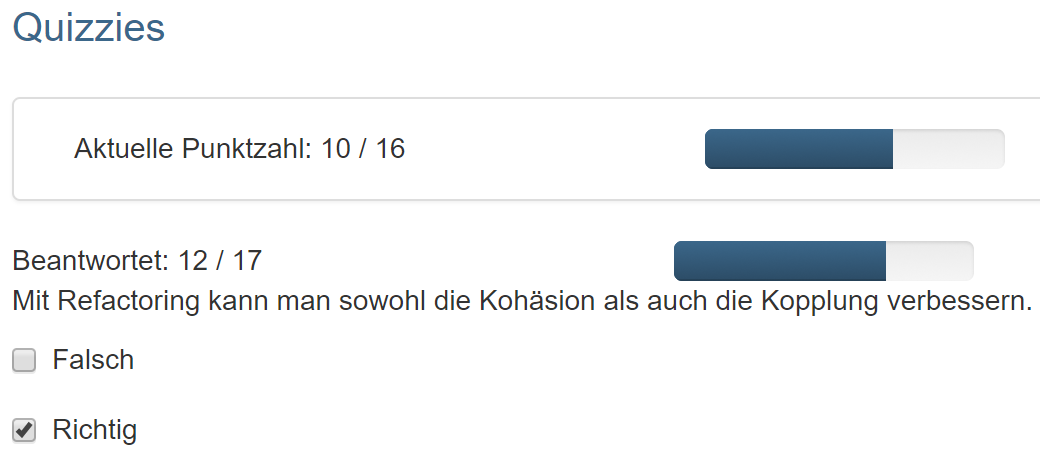 Quizzies
Aktuelle Punktzahl: 10 / 16
Beantwortet: 12 / 17
Mit Refactoring kann man sowohl die Kohäsion als auch die Kopplung verbessern.
Falsch
Richtig